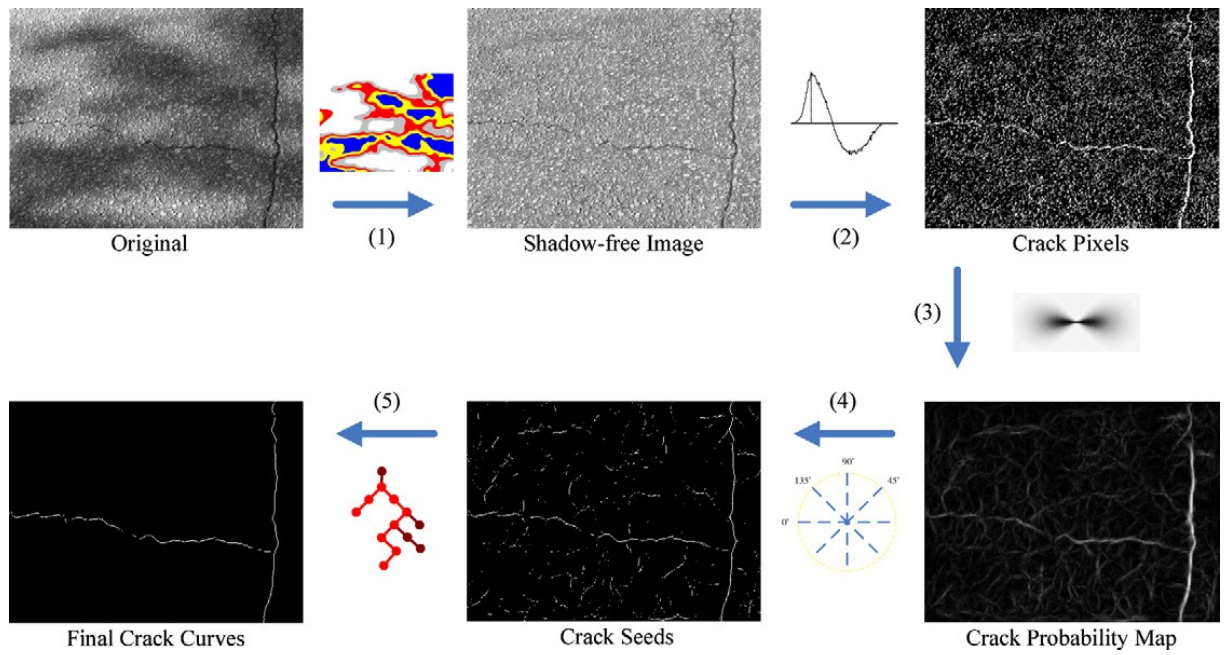 Original
(1)
Shadow-free Image
(2)
Crack Pixels
(3)
Crack Probability Map
(4)
90°
135°
45°
0°
Crack Seeds
(5)
Final Crack Curves